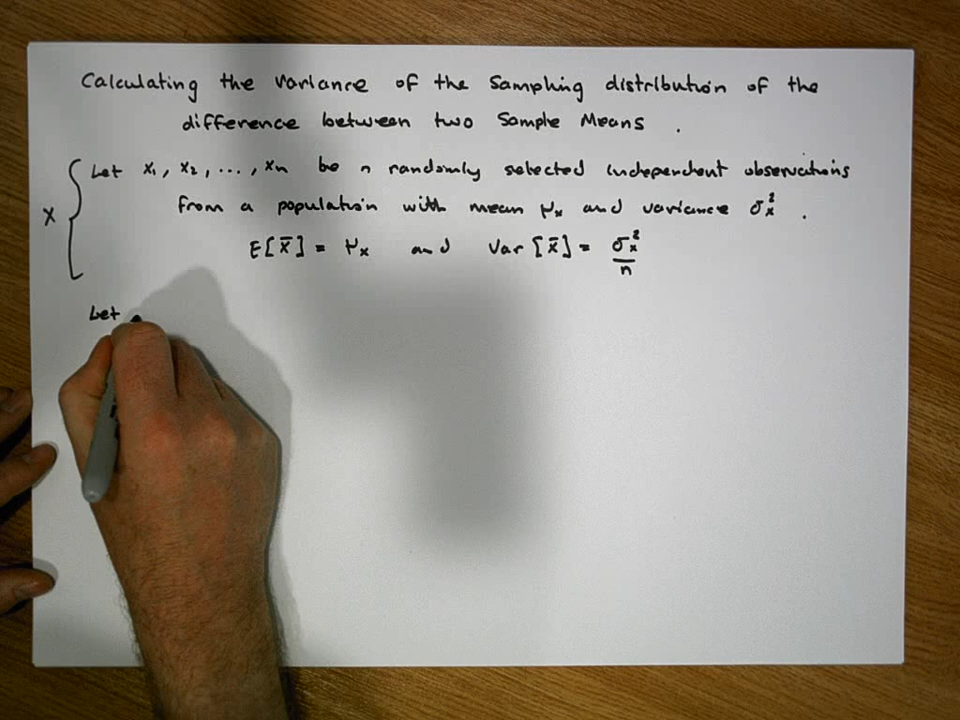 Calculating the variance of the sampling distribution of the
difference between two sample means .
X { Let x₁, x₂, ..., xₙ be n randomly selected independent observations
from a population with mean μₓ and variance σₓ² .
E[x̄] = μₓ and Var [x̄] = σₓ²/n
Let